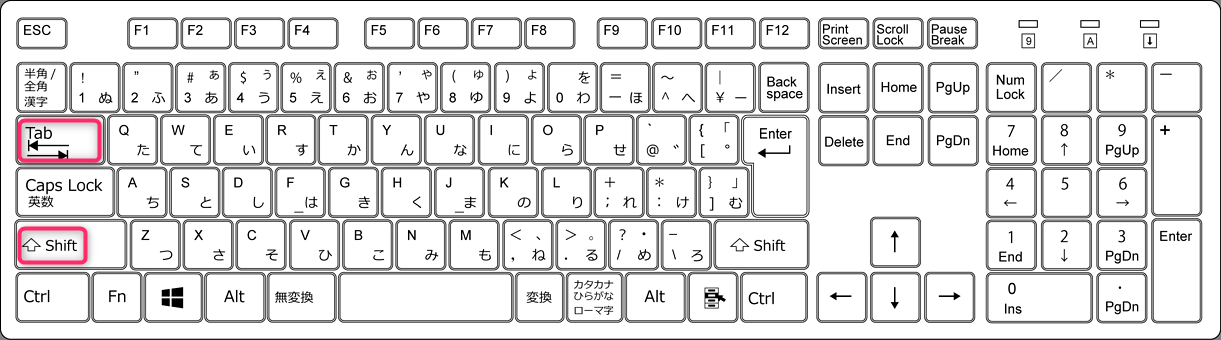 ESC F1 F2 F3 F4 F5 F6 F7 F8 F9 F10 F11 F12 Print Screen Scroll Lock Pause Break 9 A ⬇
半角/全角 漢字 ! 1 ぬ " 2 ふ # ぁ 3 あ $ ぅ 4 う % ぇ 5 え & ぉ 6 お ' ゃ 7 や ( ゅ 8 ゆ ) ょ 9 よ を 0 わ = ー ほ ～ ^ へ | ￥ ー Back space Insert Home PgUp Num Lock ／ * ー
Tab Q た W て E い R す T か Y ん U な I に O ら P せ ` @ ゛ { 「 [ ° Enter Delete End PgDn 7 Home 8 ↑ 9 PgUp +
Caps Lock 英数 A ち S と D し F _は G き H く J _ま K の L り + ; れ * : け } 」 ] む 4 ← 5 6 →
Shift Z つ X さ C そ V ひ B こ N み M も < 、 , ね > 。 . る ? ・ / め _ \ ろ Shift ↑ 1 End 2 ↓ 3 PgDn Enter
Ctrl Fn Alt 無変換 変換 カタカナ ひらがな ローマ字 Alt Ctrl ← ↓ → 0 Ins . PgDn